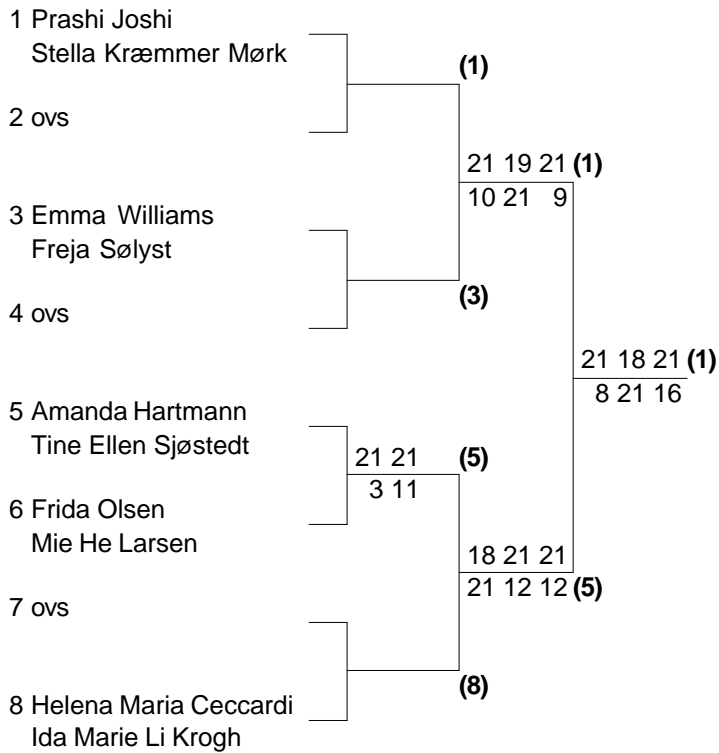 1 Prashi Joshi
Stella Kræmmer Mørk
(1)
2 ovs
21 19 21 (1)
10 21 9
3 Emma Williams
Freja Sølyst
(3)
4 ovs
21 18 21 (1)
8 21 16
5 Amanda Hartmann
Tine Ellen Sjøstedt
21 21 (5)
3 11
6 Frida Olsen
Mie He Larsen
18 21 21
21 12 12 (5)
7 ovs
(8)
8 Helena Maria Ceccardi
Ida Marie Li Krogh